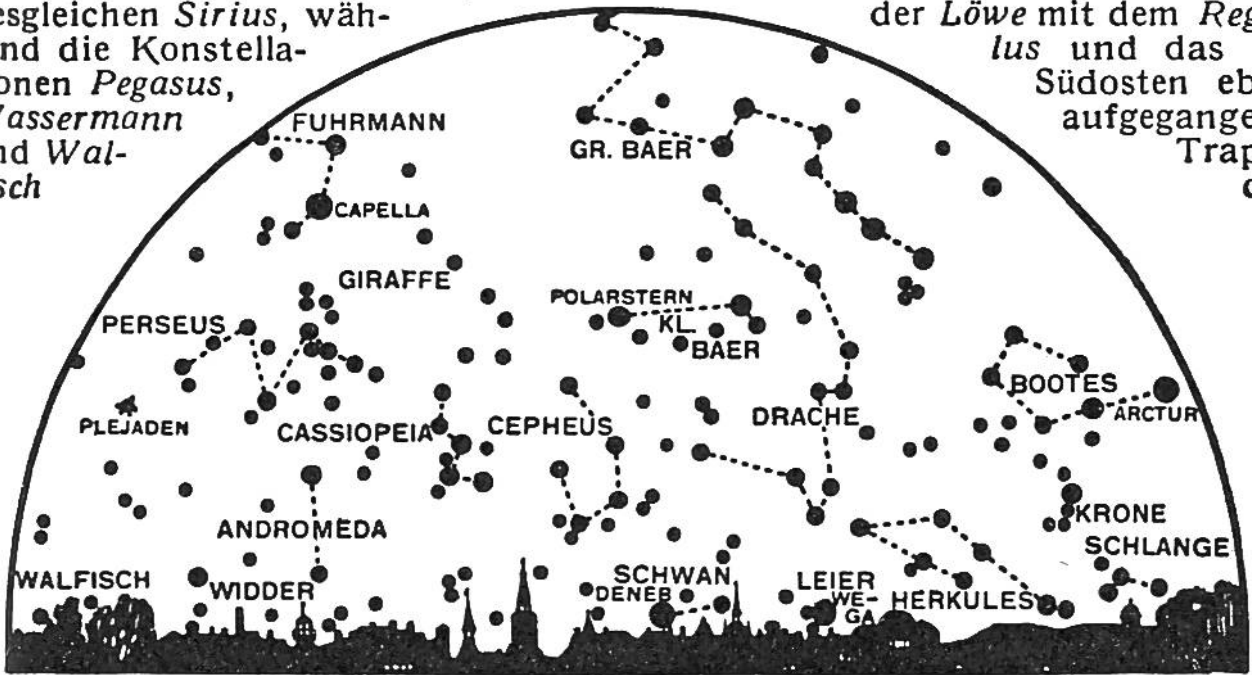 esgleichen Sirius, wäh-
nd die Konstella-
onen Pegasus,
Wassermann
nd Wal-
sch
der Löwe mit dem Reg
lus und das
Südosten eb
aufgegange
Trap
FUHRMANN
GR. BAER
CAPELLA
GIRAFFE
POLARSTERN
PERSEUS
KL.
BAER
BOOTES
ARCTUR
PLEJADEN
CASSIOPEIA
CEPHEUS
DRACHE
ANDROMEDA
KRONE
SCHLANGE
WALFISCH
WIDDER
SCHWAN
DENEB
LEIER
WE-
GA
HERKULES